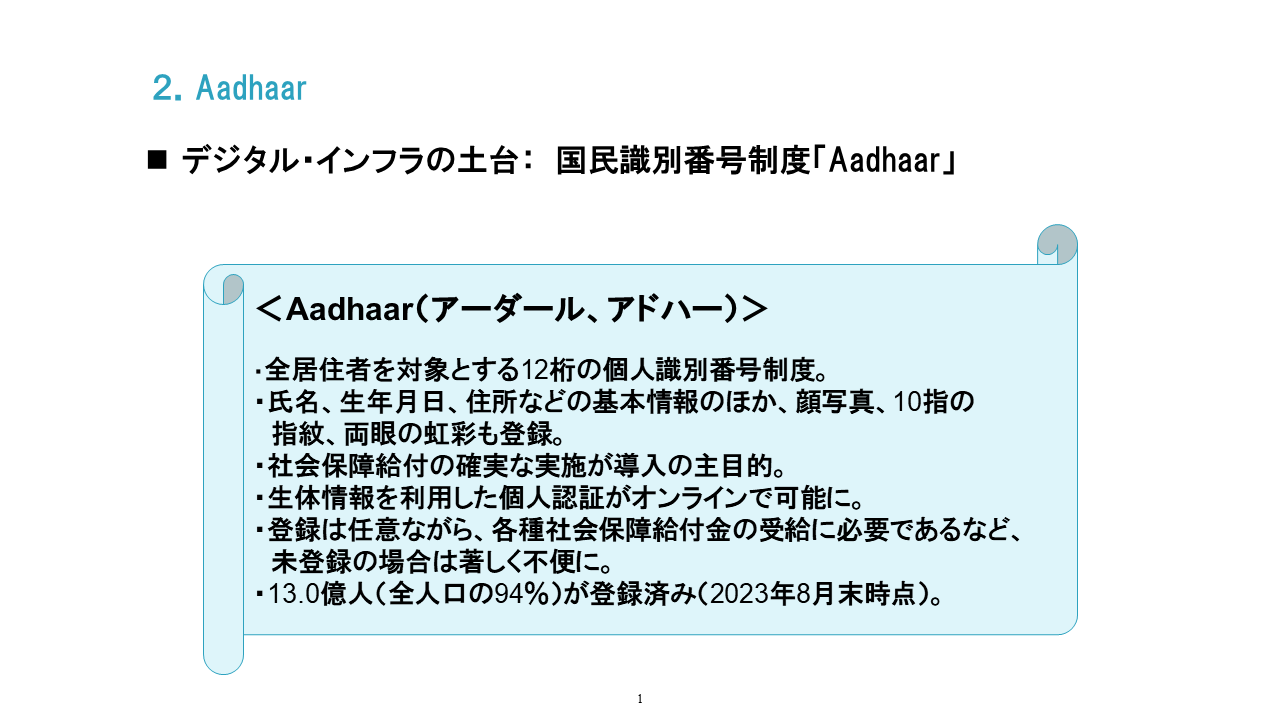 ２．Aadhaar
■ デジタル・インフラの土台： 国民識別番号制度「Aadhaar」
＜Aadhaar（アーダール、アドハー）＞
・全居住者を対象とする12桁の個人識別番号制度。
・氏名、生年月日、住所などの基本情報のほか、顔写真、10指の
指紋、両眼の虹彩も登録。
・社会保障給付の確実な実施が導入の主目的。
・生体情報を利用した個人認証がオンラインで可能に。
・登録は任意ながら、各種社会保障給付金の受給に必要であるなど、
未登録の場合は著しく不便に。
・13.0億人（全人口の94％）が登録済み（2023年8月末時点）。
1